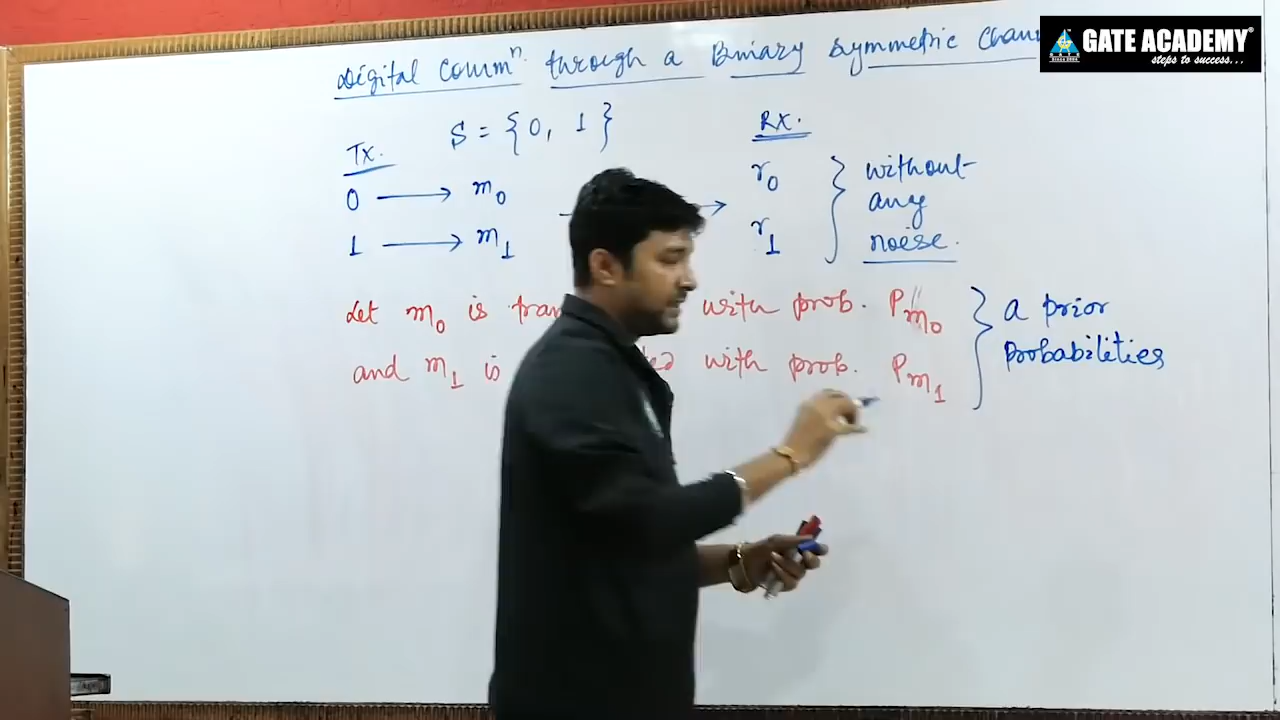 Digital Commⁿ. through a Binary Symmetric
GATE ACADEMY®
steps to success...
S = {0, 1}
Tx.
Rx.
0 → m₀ → r₀
1 → m₁ r₁
} without any noise.
Let m₀ is with prob. Pm₀
and m₁ is with prob. Pm₁
} a prior probabilities